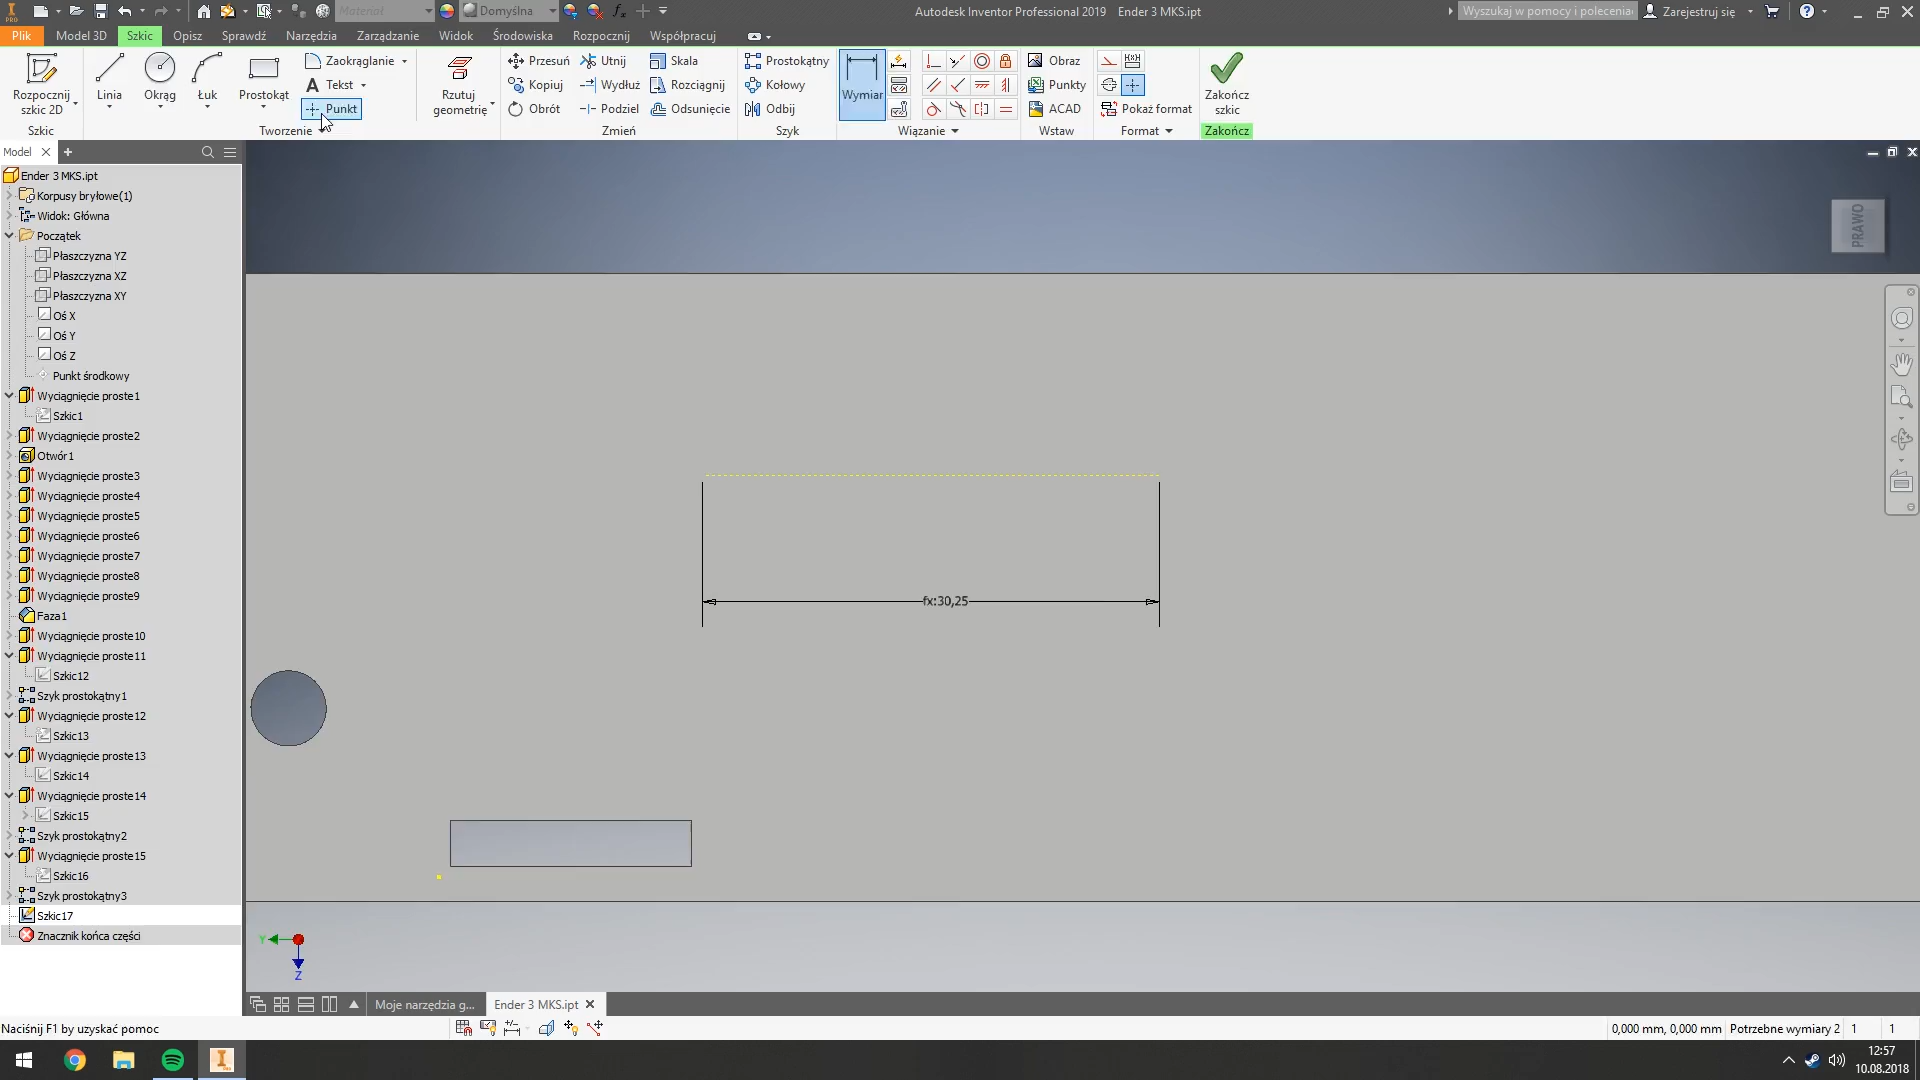 PRO
Materiał
Domyślna
Autodesk Inventor Professional 2019 Ender 3 MKS.ipt
Wyszukaj w pomocy i polecenia
Zarejestruj się
Plik
Model 3D
Szkic
Opisz
Sprawdź
Narzędzia
Zarządzanie
Widok
Środowiska
Rozpocznij
Współpracuj
Rozpocznij szkic 2D
Linia
Okrąg
Łuk
Prostokąt
Zaokrąglanie
Tekst
Punkt
Rzutuj geometrię
Przesuń
Kopiuj
Obrót
Utnij
Wydłuż
Podziel
Skala
Rozciągnij
Odsunięcie
Prostokątny
Kołowy
Odbij
Wymiar
Obraz
Punkty
ACAD
Pokaż format
Zakończ szkic
Szkic
Tworzenie
Zmień
Szyk
Wiązanie
Wstaw
Format
Zakończ
Model
Ender 3 MKS.ipt
Korpusy bryłowe(1)
Widok: Główna
Początek
Płaszczyzna YZ
Płaszczyzna XZ
Płaszczyzna XY
Oś X
Oś Y
Oś Z
Punkt środkowy
Wyciągnięcie proste1
Szkic1
Wyciągnięcie proste2
Otwór1
Wyciągnięcie proste3
Wyciągnięcie proste4
Wyciągnięcie proste5
Wyciągnięcie proste6
Wyciągnięcie proste7
Wyciągnięcie proste8
Wyciągnięcie proste9
Faza1
Wyciągnięcie proste10
Wyciągnięcie proste11
Szkic12
Szyk prostokątny1
Wyciągnięcie proste12
Szkic13
Wyciągnięcie proste13
Szkic14
Wyciągnięcie proste14
Szkic15
Szyk prostokątny2
Wyciągnięcie proste15
Szkic16
Szyk prostokątny3
Szkic17
Znacznik końca części
PRAWO
fx:30,25
Y
Z
Moje narzędzia g...
Ender 3 MKS.ipt
Naciśnij F1 by uzyskać pomoc
0,000 mm, 0,000 mm
Potrzebne wymiary 2
1
1
12:57
10.08.2018